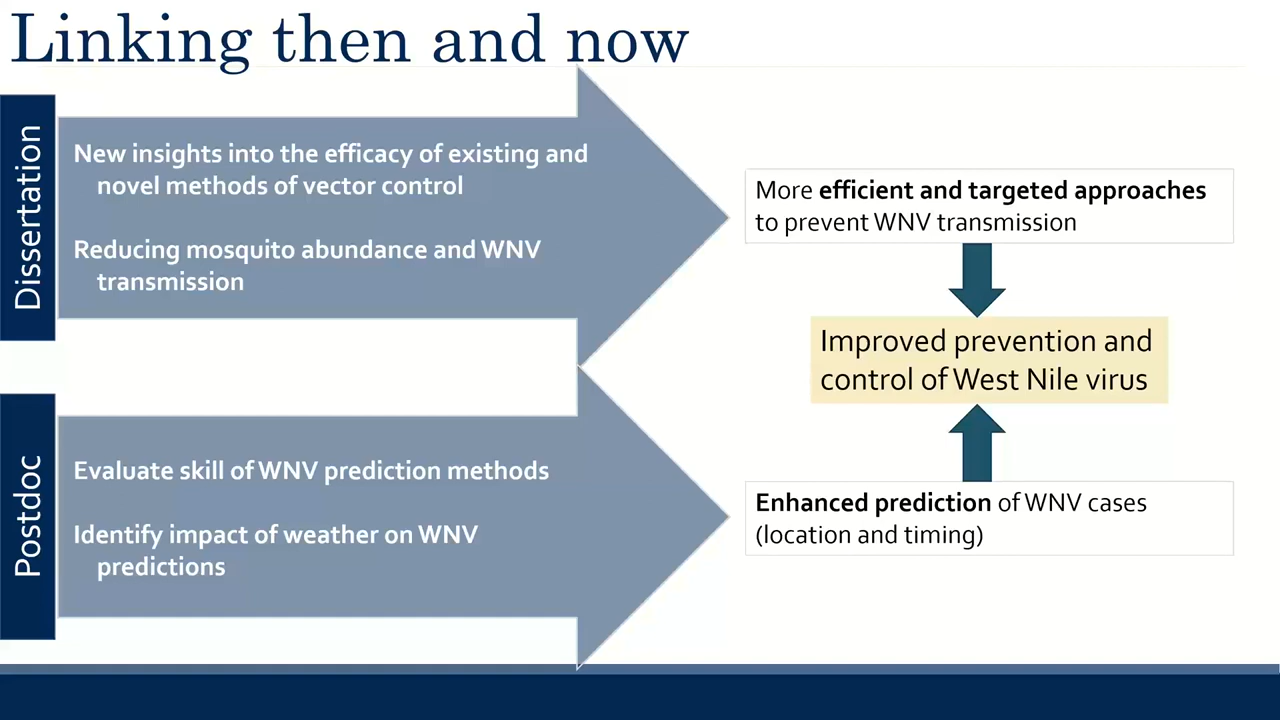 Linking then and now
Dissertation
New insights into the efficacy of existing and
novel methods of vector control
Reducing mosquito abundance and WNV
transmission
More efficient and targeted approaches
to prevent WNV transmission
Improved prevention and
control of West Nile virus
Postdoc
Evaluate skill of WNV prediction methods
Identify impact of weather on WNV
predictions
Enhanced prediction of WNV cases
(location and timing)